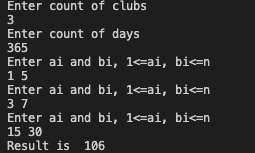 Enter count of clubs
3
Enter count of days
365
Enter ai and bi, 1<=ai, bi<=n
1 5
Enter ai and bi, 1<=ai, bi<=n
3 7
Enter ai and bi, 1<=ai, bi<=n
15 30
Result is  106